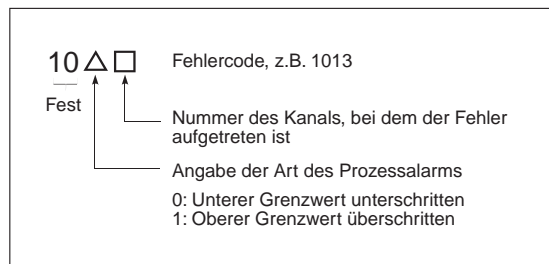 10△□ Fehlercode, z.B. 1013
Fest
Nummer des Kanals, bei dem der Fehler
aufgetreten ist
Angabe der Art des Prozessalarms
0: Unterer Grenzwert unterschritten
1: Oberer Grenzwert überschritten